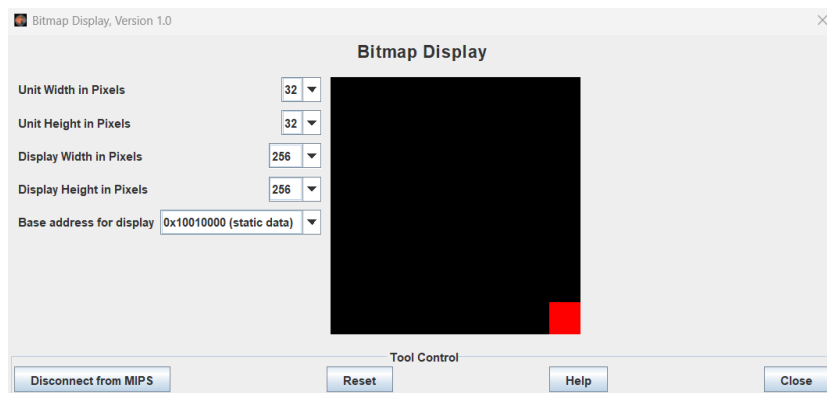 Bitmap Display, Version 1.0
Bitmap Display
Unit Width in Pixels 32
Unit Height in Pixels 32
Display Width in Pixels 256
Display Height in Pixels 256
Base address for display 0x10010000 (static data)
Tool Control
Disconnect from MIPS Reset Help Close